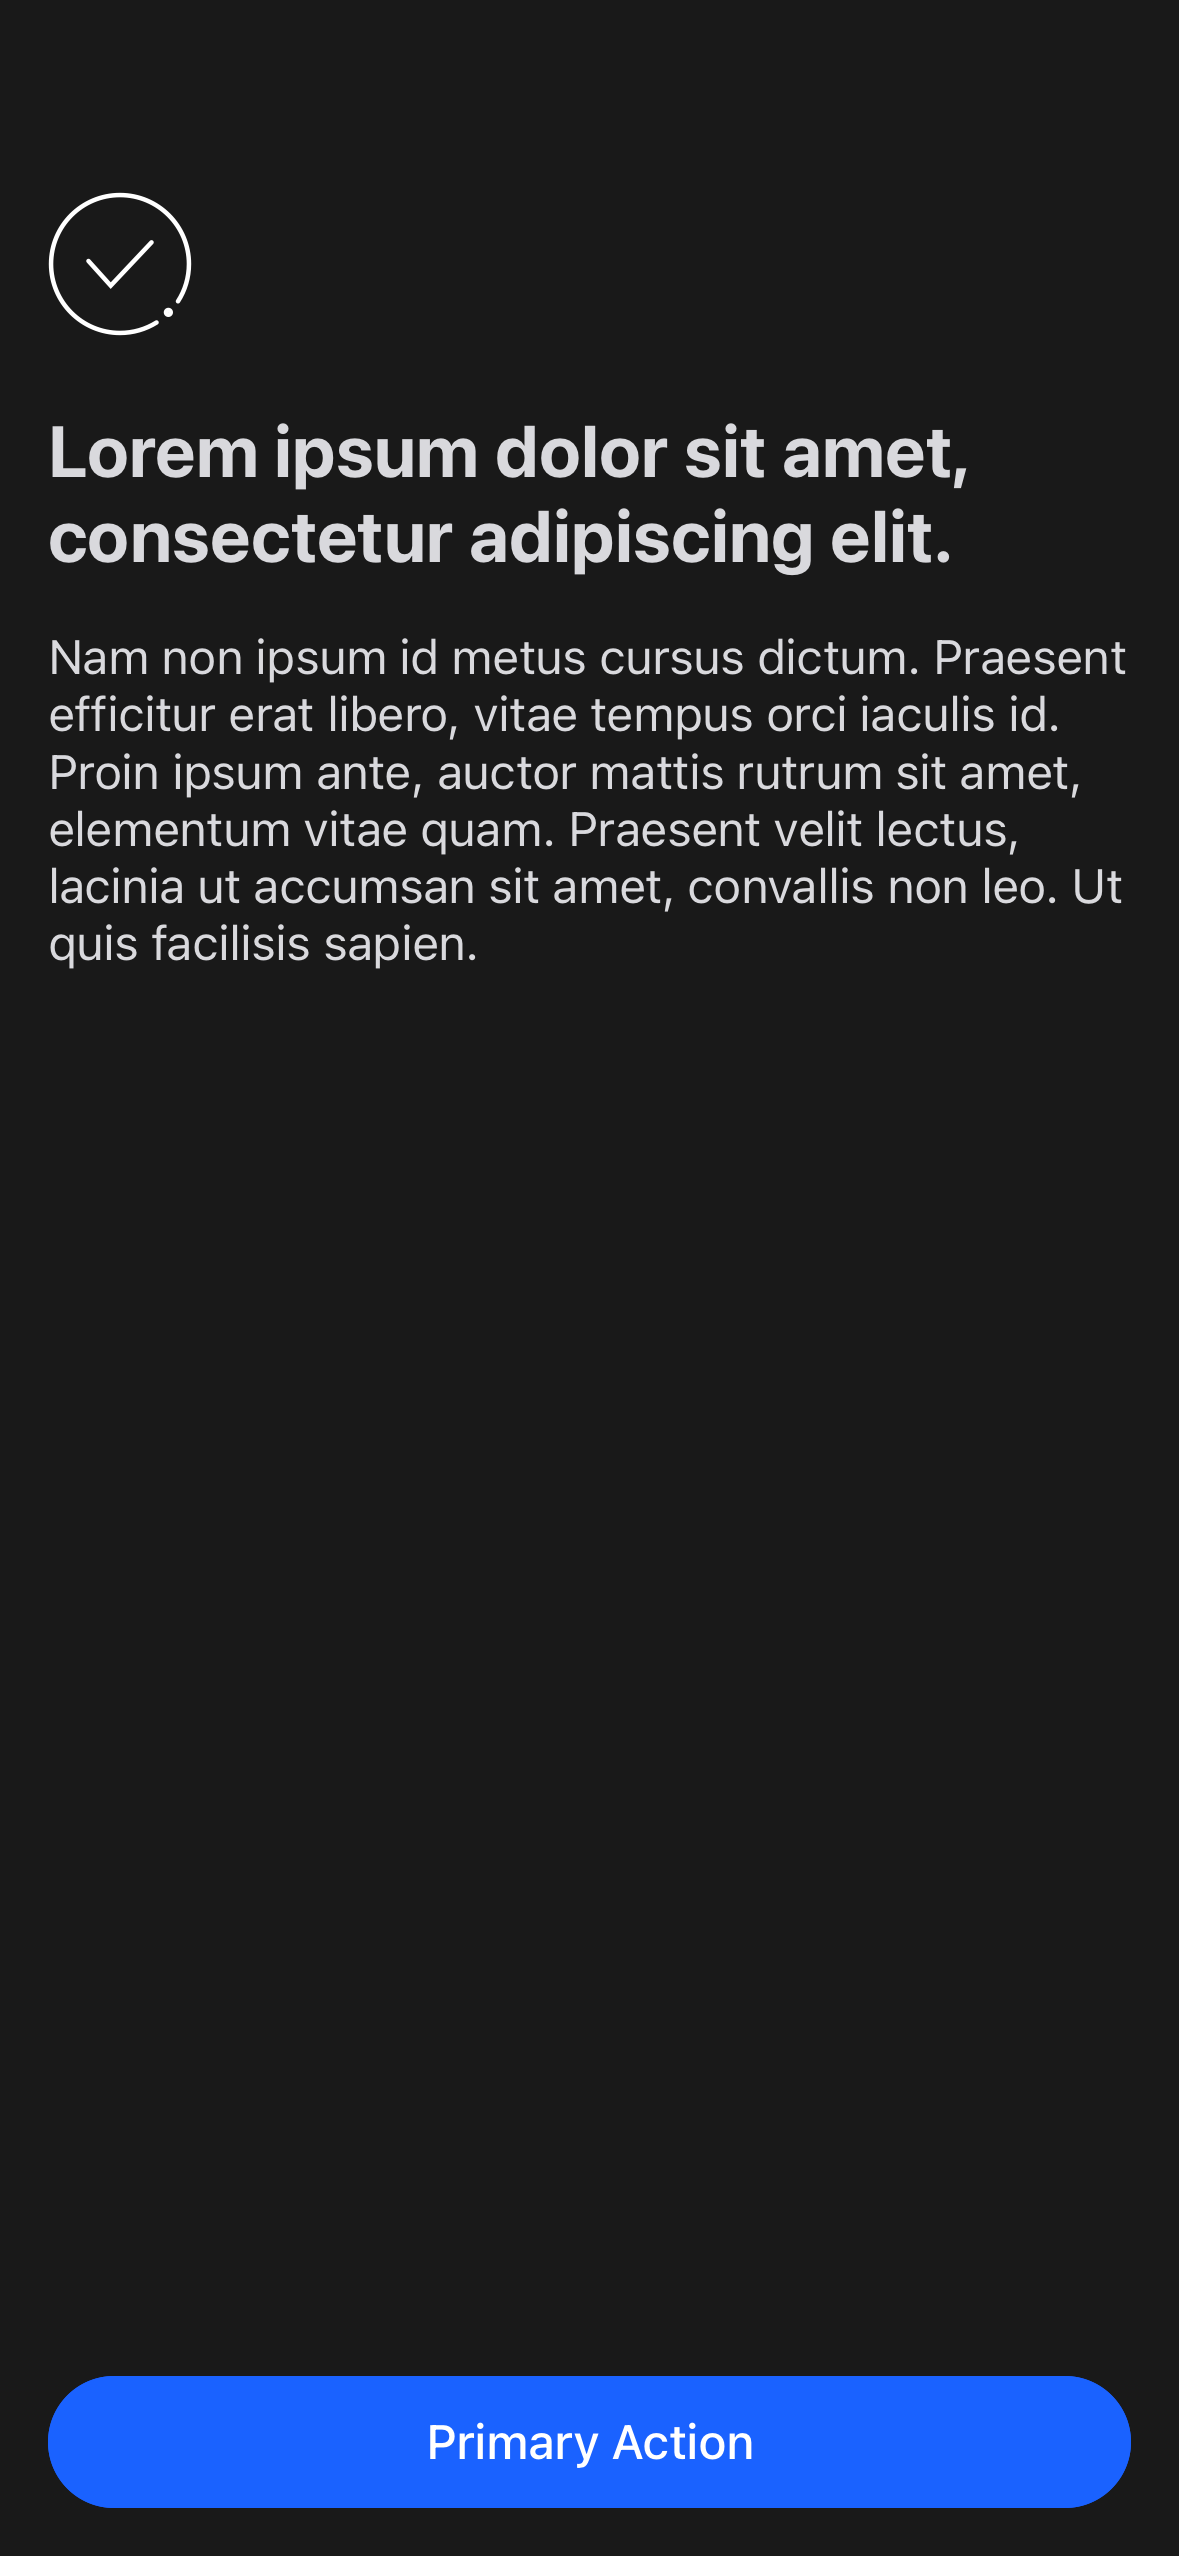 Lorem ipsum dolor sit amet,
consectetur adipiscing elit.
Nam non ipsum id metus cursus dictum. Praesent
efficitur erat libero, vitae tempus orci iaculis id.
Proin ipsum ante, auctor mattis rutrum sit amet,
elementum vitae quam. Praesent velit lectus,
lacinia ut accumsan sit amet, convallis non leo. Ut
quis facilisis sapien.
Primary Action